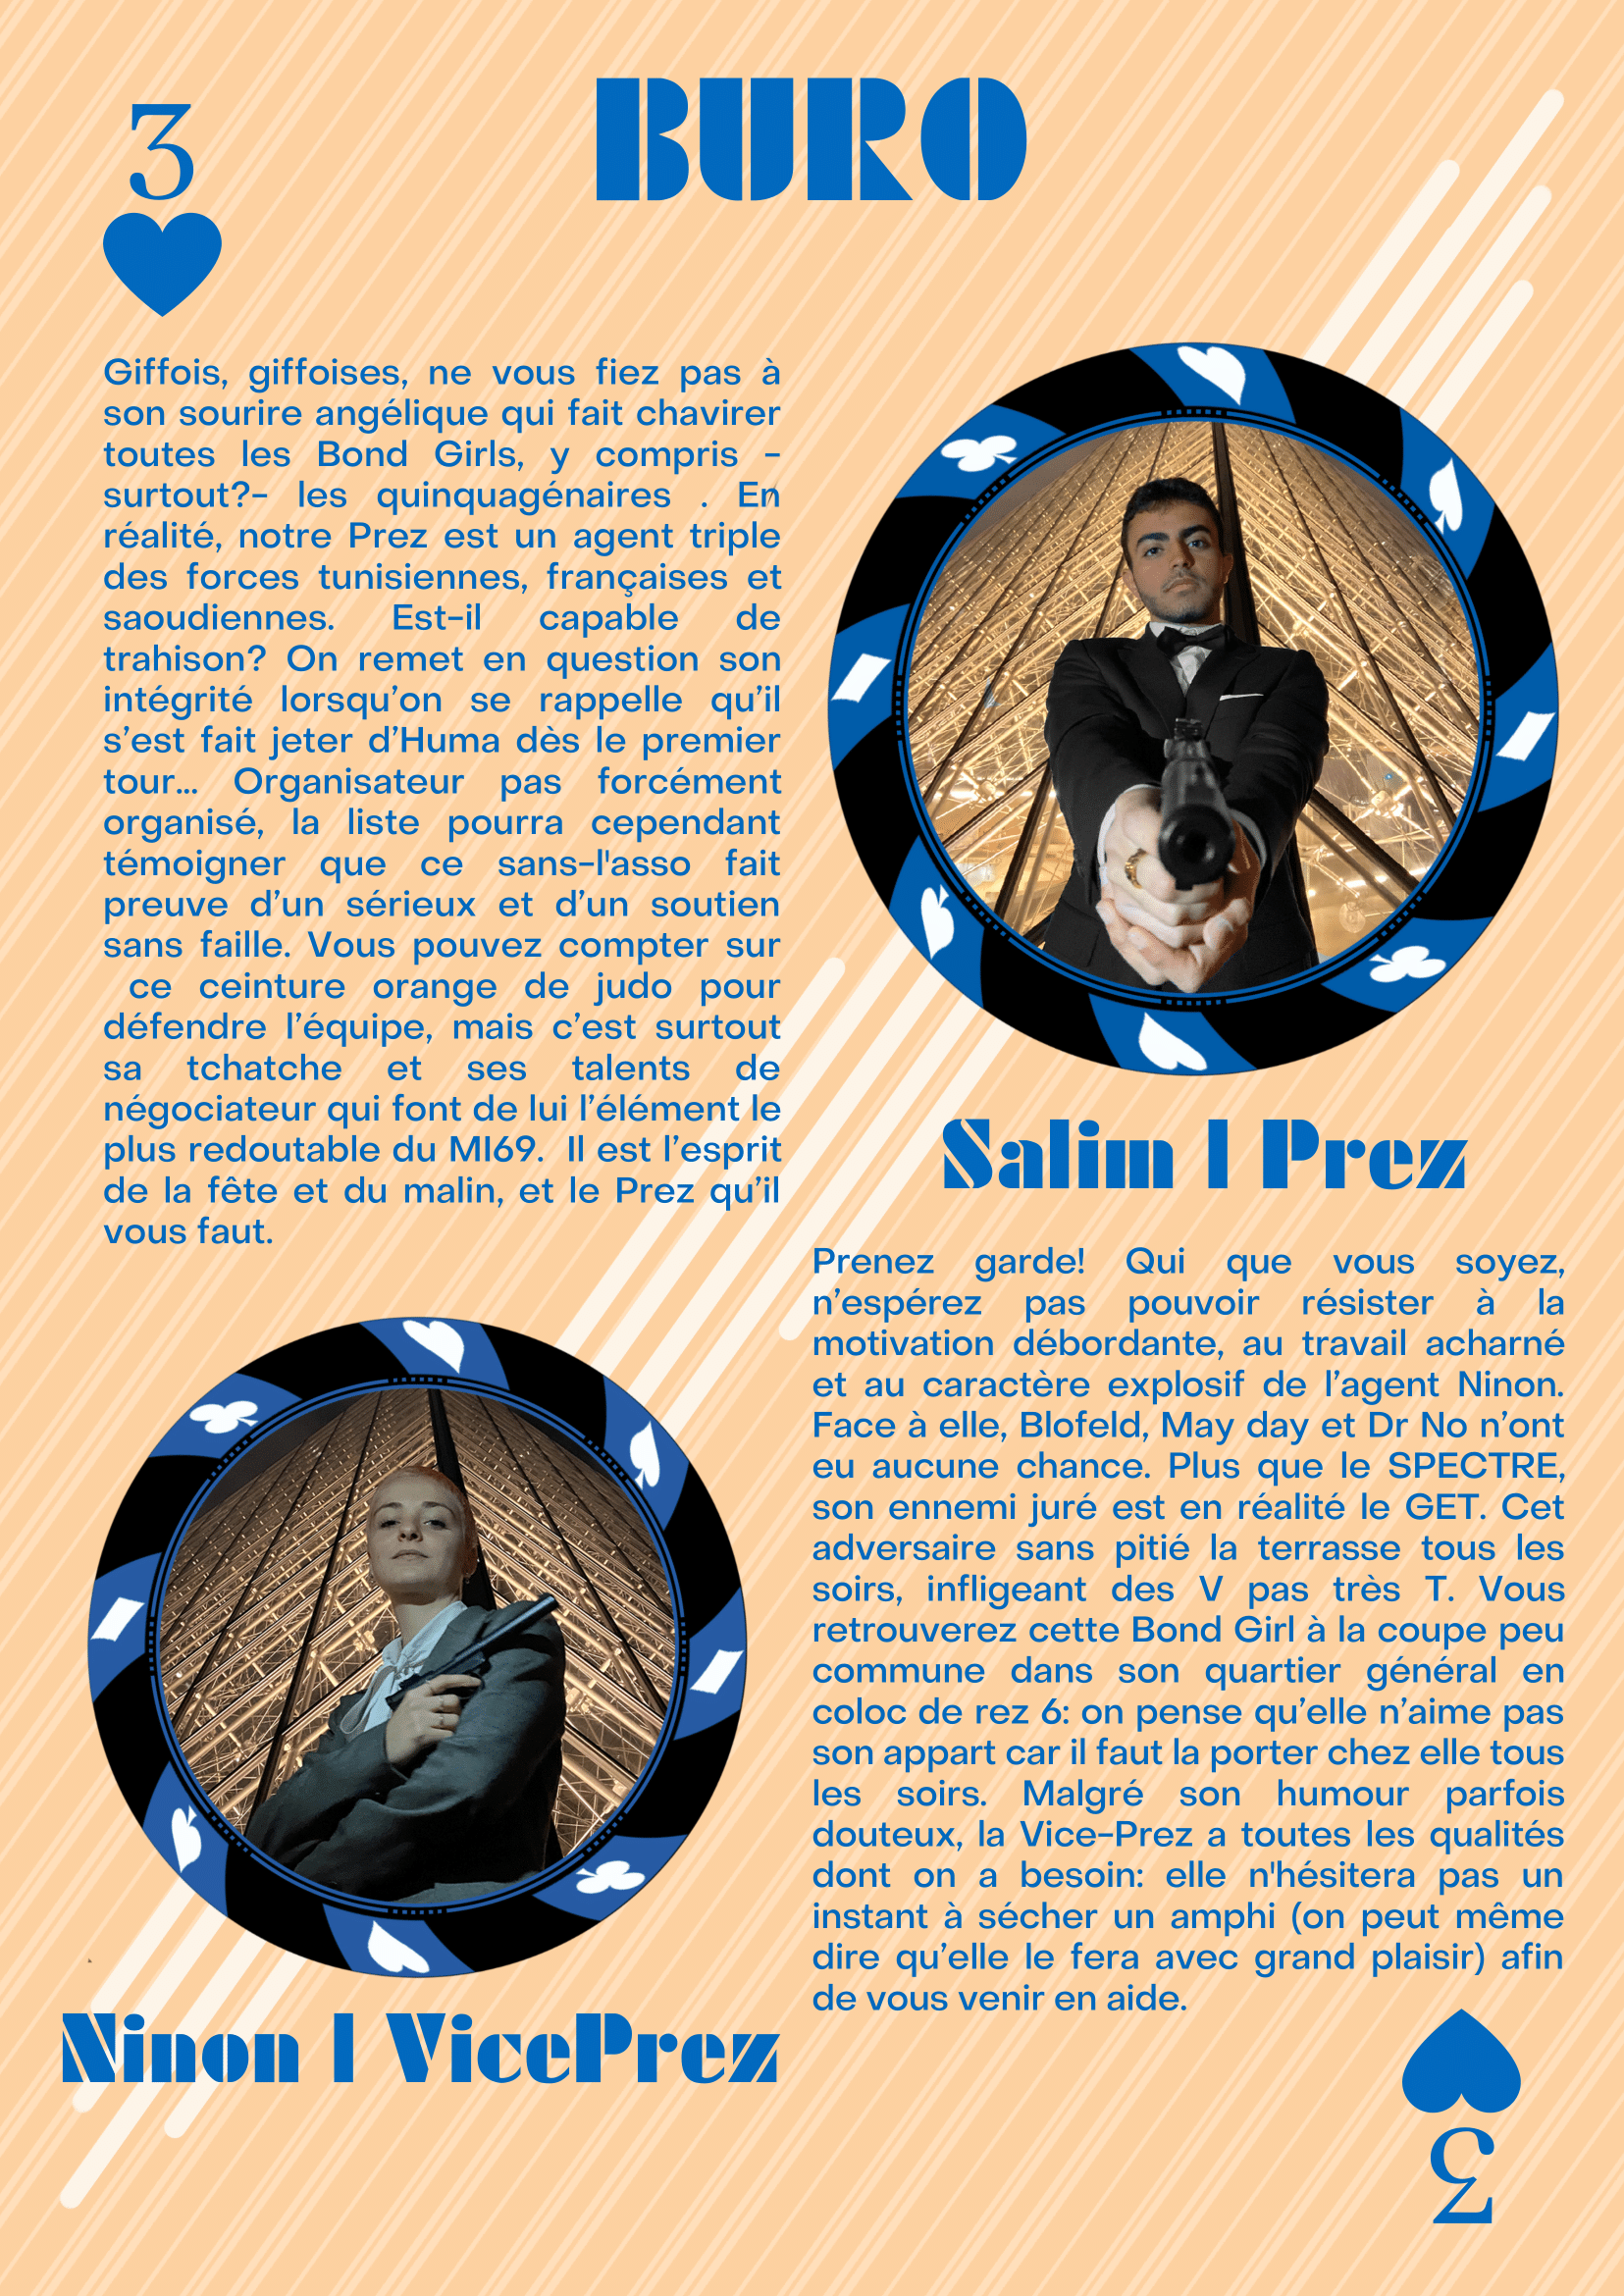 BURO
3
Giffois, giffoises, ne vous fiez pas à
son sourire angélique qui fait chavirer
toutes les Bond Girls, y compris -
surtout?- les quinquagénaires . En
réalité, notre Prez est un agent triple
des forces tunisiennes, françaises et
saoudiennes. Est-il capable de
trahison? On remet en question son
intégrité lorsqu’on se rappelle qu’il
s’est fait jeter d’Huma dès le premier
tour... Organisateur pas forcément
organisé, la liste pourra cependant
témoigner que ce sans-l'asso fait
preuve d’un sérieux et d’un soutien
sans faille. Vous pouvez compter sur
ce ceinture orange de judo pour
défendre l’équipe, mais c’est surtout
sa tchatche et ses talents de
négociateur qui font de lui l’élément le
plus redoutable du MI69. Il est l’esprit
de la fête et du malin, et le Prez qu’il
vous faut.
Salim | Prez
Prenez garde! Qui que vous soyez,
n’espérez pas pouvoir résister à la
motivation débordante, au travail acharné
et au caractère explosif de l’agent Ninon.
Face à elle, Blofeld, May day et Dr No n’ont
eu aucune chance. Plus que le SPECTRE,
son ennemi juré est en réalité le GET. Cet
adversaire sans pitié la terrasse tous les
soirs, infligeant des V pas très T. Vous
retrouverez cette Bond Girl à la coupe peu
commune dans son quartier général en
coloc de rez 6: on pense qu’elle n’aime pas
son appart car il faut la porter chez elle tous
les soirs. Malgré son humour parfois
douteux, la Vice-Prez a toutes les qualités
dont on a besoin: elle n'hésitera pas un
instant à sécher un amphi (on peut même
dire qu’elle le fera avec grand plaisir) afin
de vous venir en aide.
Ninon | VicePrez
3